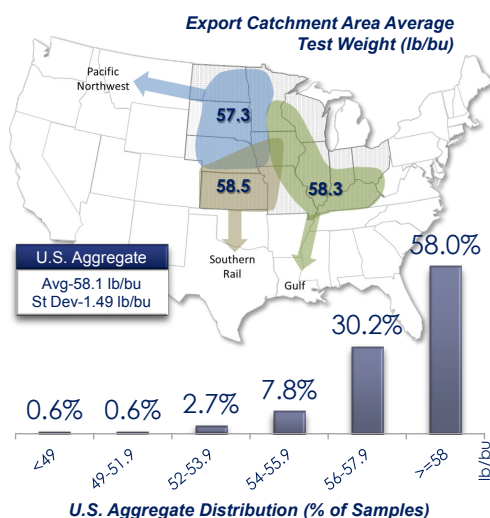 Export Catchment Area Average
Test Weight (lb/bu)
Pacific
Northwest
57.3
58.5
58.3
Southern
Rail
Gulf
U.S. Aggregate
Avg-58.1 lb/bu
St Dev-1.49 lb/bu
0.6%
0.6%
2.7%
7.8%
30.2%
58.0%
<49
49-51.9
52-53.9
54-55.9
56-57.9
>=58
lb/bu
U.S. Aggregate Distribution (% of Samples)